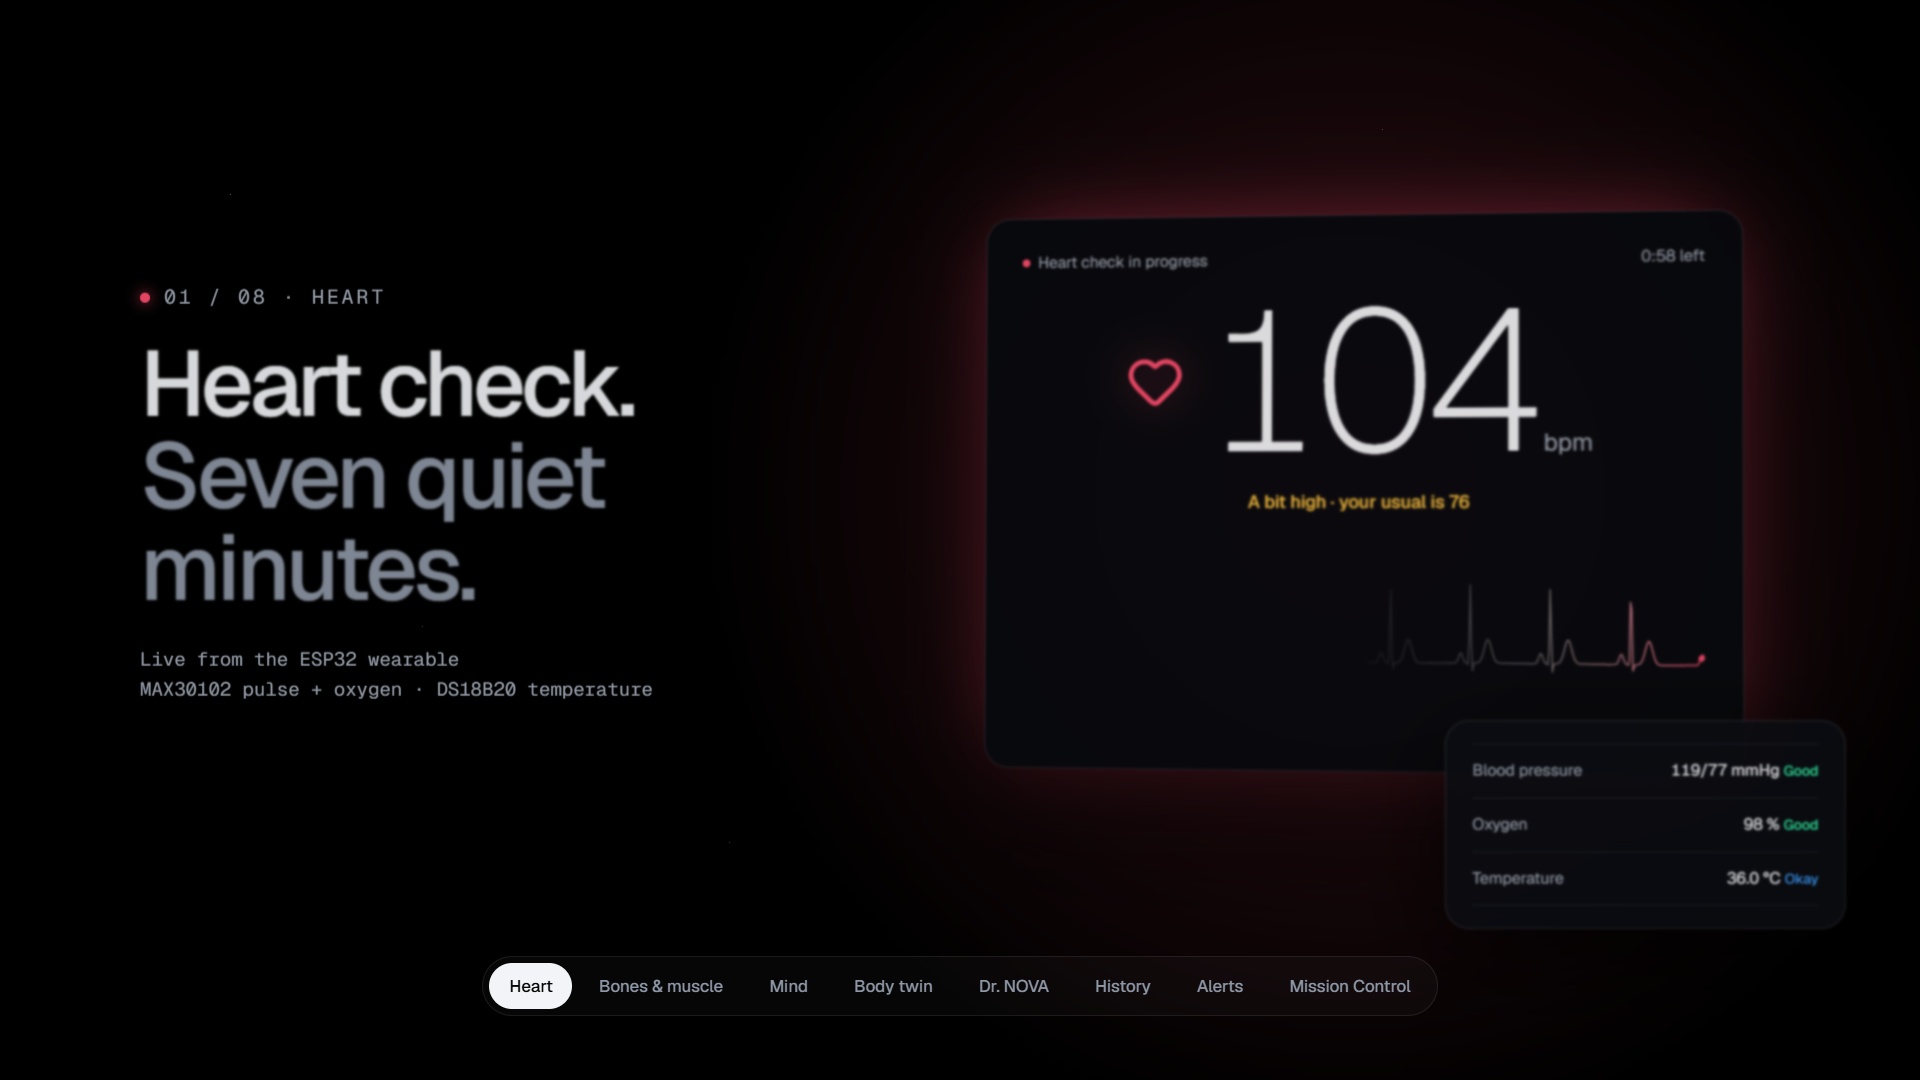 01 / 08 · HEART
Heart check.
Seven quiet
minutes.
Live from the ESP32 wearable
MAX30102 pulse + oxygen · DS18B20 temperature
Heart check in progress
0:58 left
104 bpm
A bit high · your usual is 76
Blood pressure 119/77 mmHg Good
Oxygen 98 % Good
Temperature 36.0 °C Okay
Heart Bones & muscle Mind Body twin Dr. NOVA History Alerts Mission Control